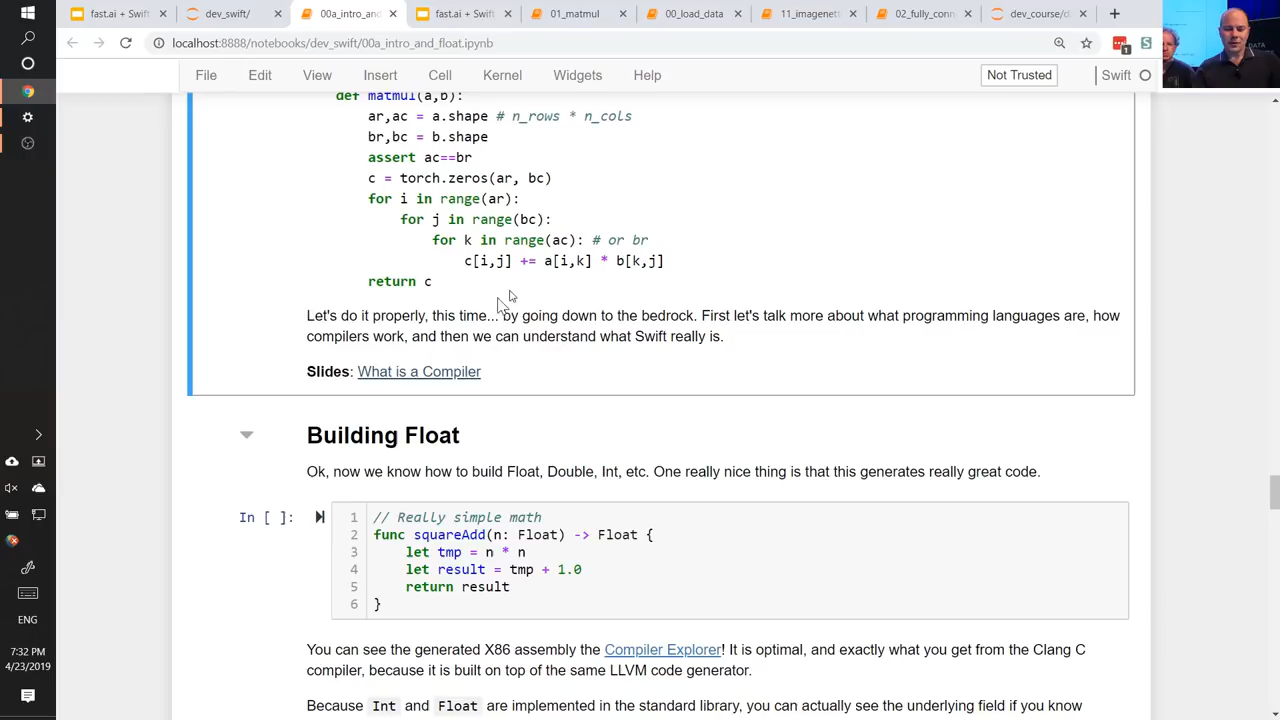 fast.ai + Swift
dev_swift/
00a_intro_and
fast.ai + Swift
01_matmul
00_load_data
11_imagenett
02_fully_conn
dev_course/d
localhost:8888/notebooks/dev_swift/00a_intro_and_float.ipynb
1
S
DATA
File Edit View Insert Cell Kernel Widgets Help
Not Trusted
Swift
def matmul(a,b):
ar,ac = a.shape # n_rows * n_cols
br,bc = b.shape
assert ac==br
c = torch.zeros(ar, bc)
for i in range(ar):
for j in range(bc):
for k in range(ac): # or br
c[i,j] += a[i,k] * b[k,j]
return c
Let's do it properly, this time... by going down to the bedrock. First let's talk more about what programming languages are, how
compilers work, and then we can understand what Swift really is.
Slides: What is a Compiler
Building Float
Ok, now we know how to build Float, Double, Int, etc. One really nice thing is that this generates really great code.
In [ ]:
1 // Really simple math
2 func squareAdd(n: Float) -> Float {
3 let tmp = n * n
4 let result = tmp + 1.0
5 return result
6 }
You can see the generated X86 assembly the Compiler Explorer! It is optimal, and exactly what you get from the Clang C
compiler, because it is built on top of the same LLVM code generator.
Because Int and Float are implemented in the standard library, you can actually see the underlying field if you know
ENG
7:32 PM
4/23/2019